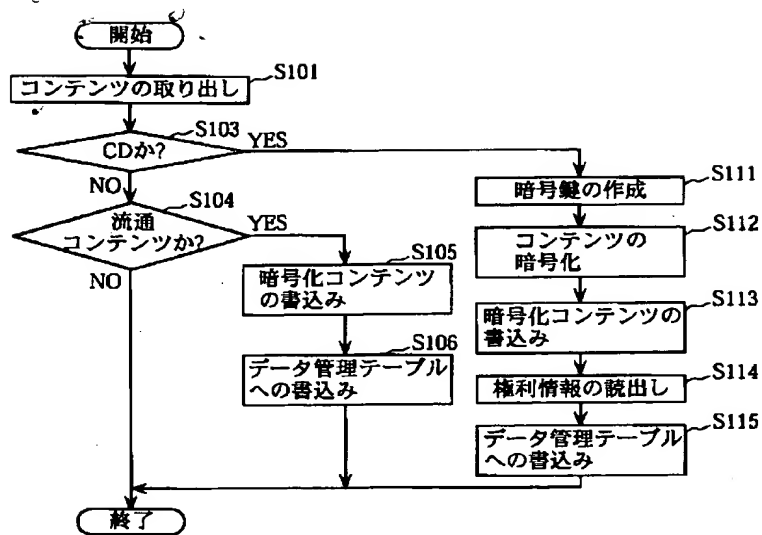 開始
S101
コンテンツの取り出し
S103
CDか?
YES
NO
S104
流通
コンテンツか?
YES
NO
S105
暗号化コンテンツ
の書込み
S106
データ管理テーブル
への書込み
S111
暗号鍵の作成
S112
コンテンツの
暗号化
S113
暗号化コンテンツの
書込み
S114
権利情報の読出し
S115
データ管理テーブル
への書込み
終了